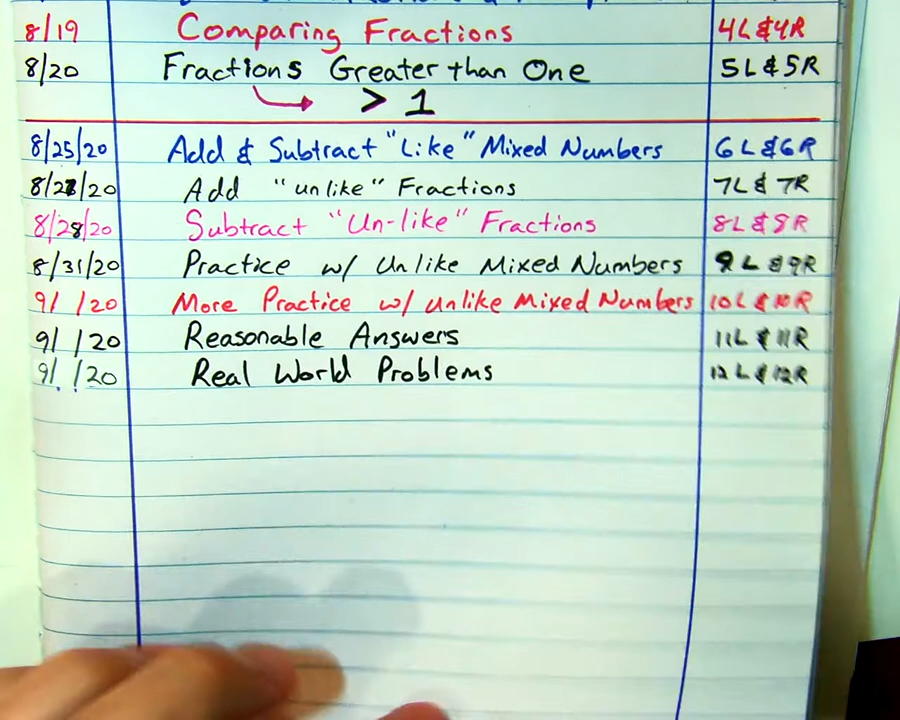 8/19 Comparing Fractions 4L & 4R
8/20 Fractions Greater than One 5L & 5R
> 1
8/25/20 Add & Subtract "Like" Mixed Numbers 6L & 6R
Add "unlike" Fractions 7L & 7R
8/28/20 Subtract "Un-like" Fractions 8L & 8R
8/31/20 Practice w/ Unlike Mixed Numbers 9L & 9R
9/ /20 More Practice w/ Unlike Mixed Numbers 10L & 10R
9/ /20 Reasonable Answers 11L & 11R
9/ /20 Real World Problems 12L & 12R